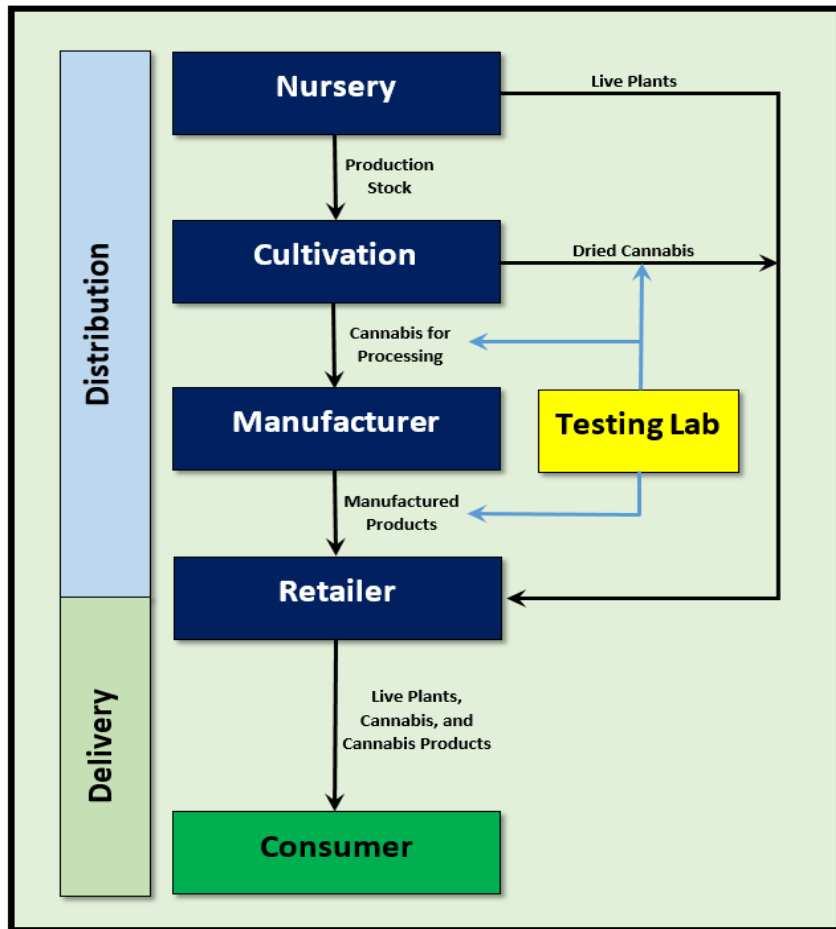 Nursery
Live Plants
Production
Stock
Cultivation
Dried Cannabis
Distribution
Cannabis for
Processing
Manufacturer
Testing Lab
Manufactured
Products
Retailer
Delivery
Live Plants,
Cannabis, and
Cannabis Products
Consumer